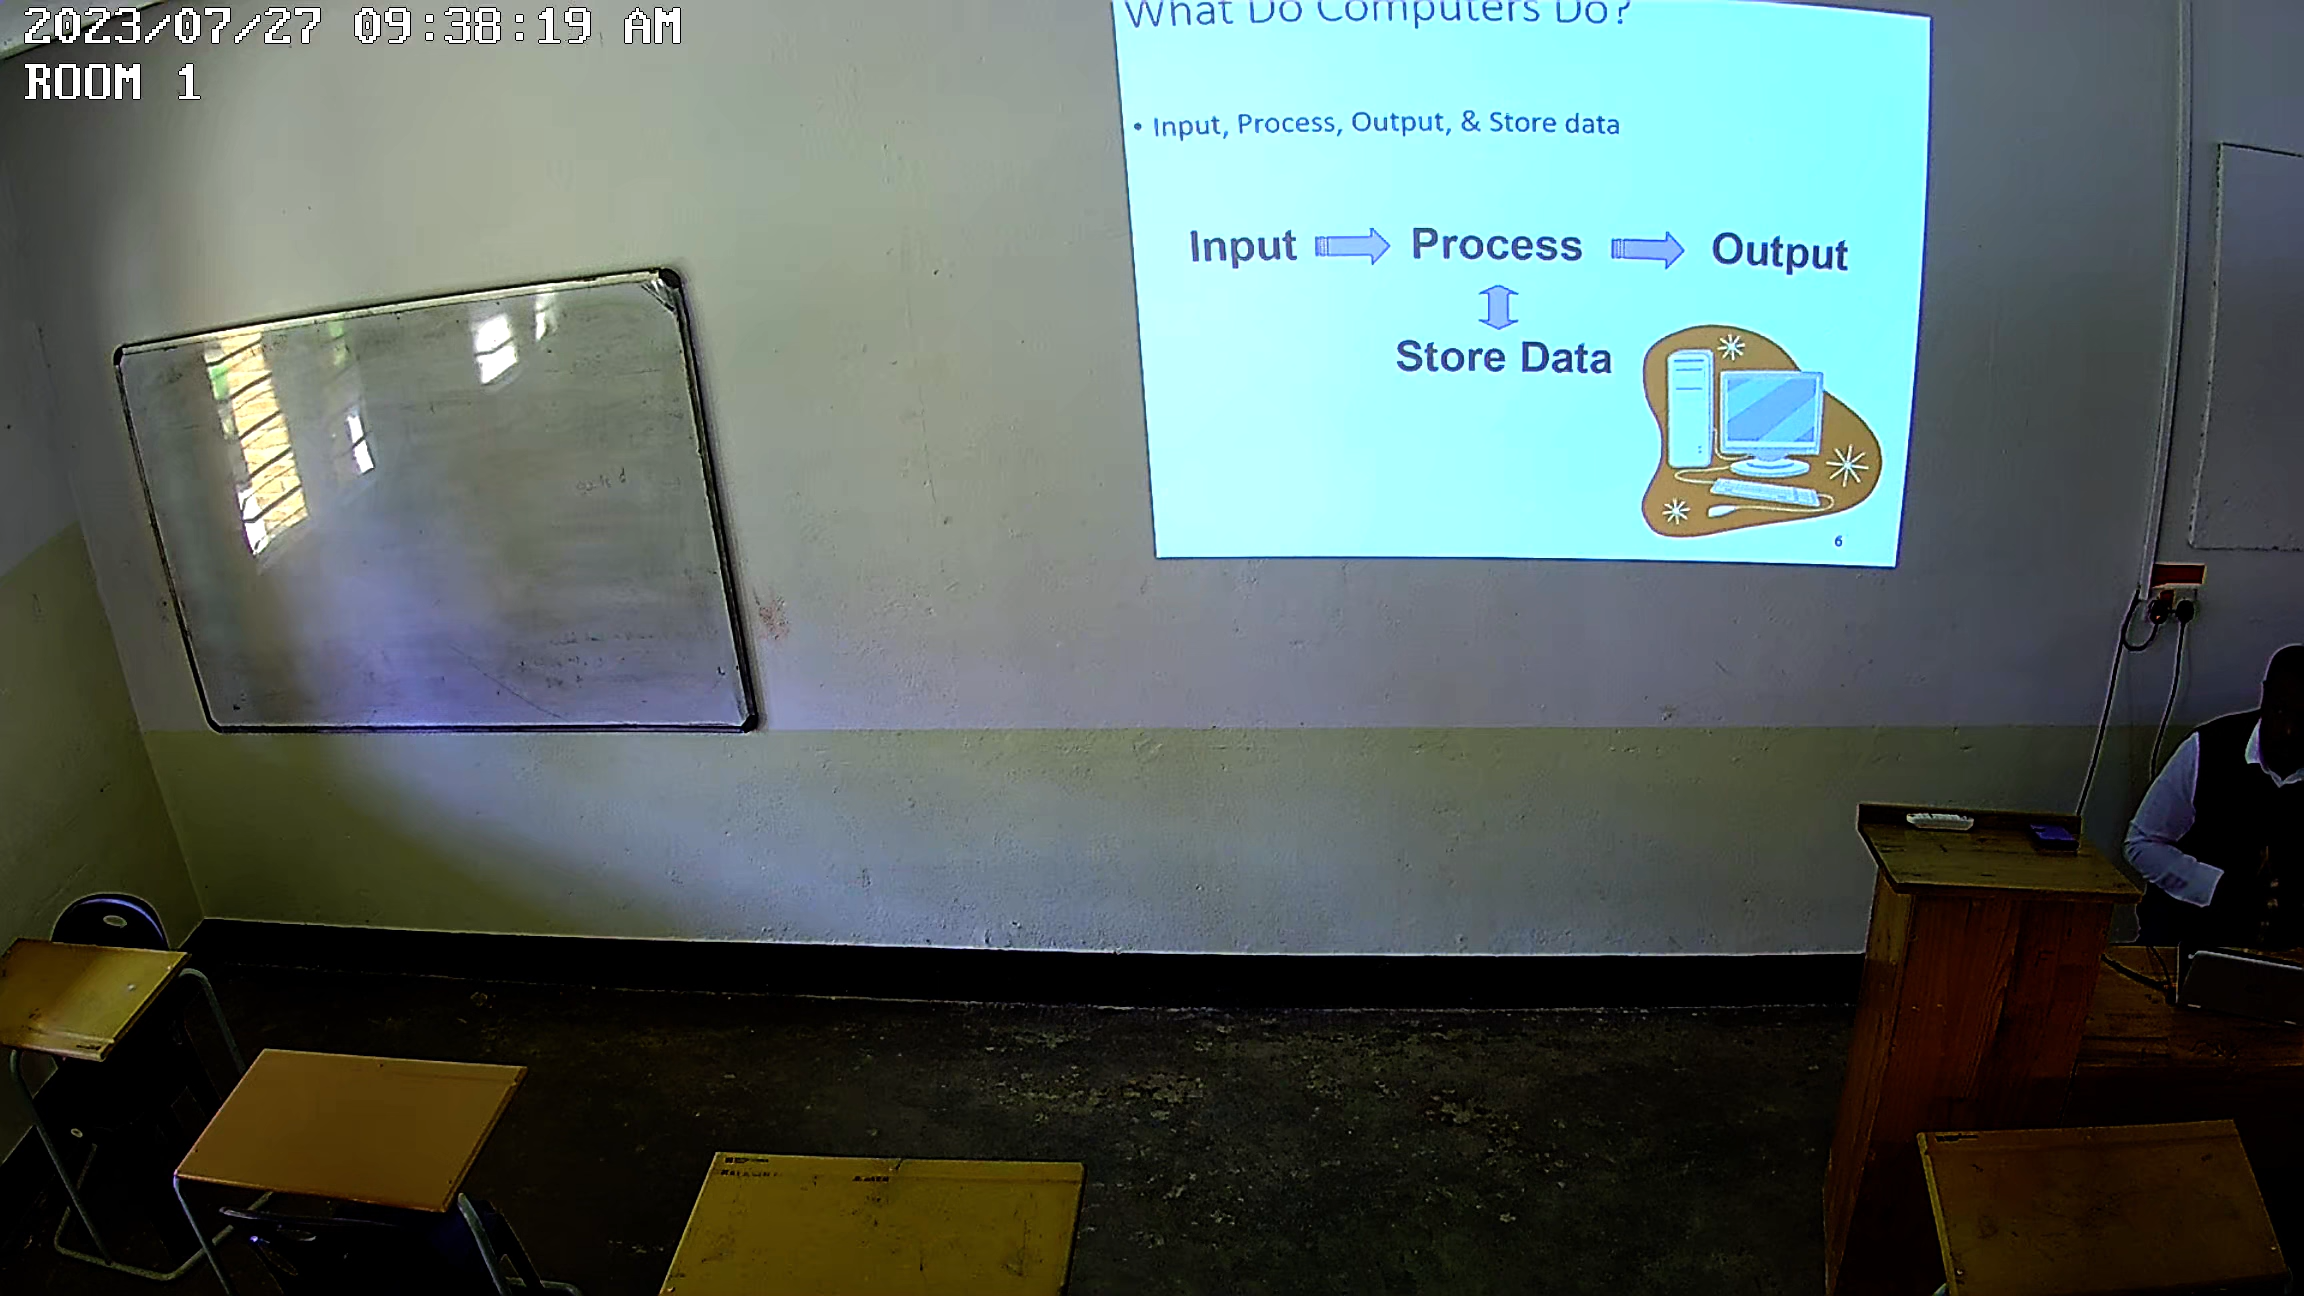 2023/07/27 09:38:19 AM
ROOM 1
What Do Computers Do?
• Input, Process, Output, & Store data
Input Process Output
Store Data
6